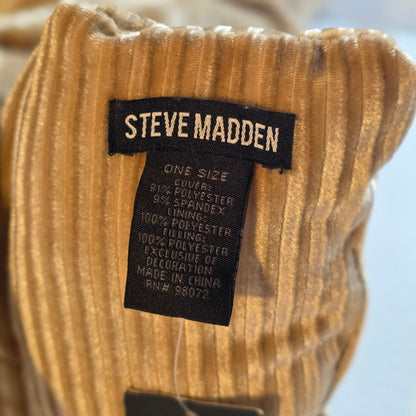 STEVE MADDEN
ONE SIZE
COVER:
91% POLYESTER
9% SPANDEX
LINING:
100% POLYESTER
FILLING:
100% POLYESTER
EXCLUSIVE OF
DECORATION
MADE IN CHINA
RN# 98072